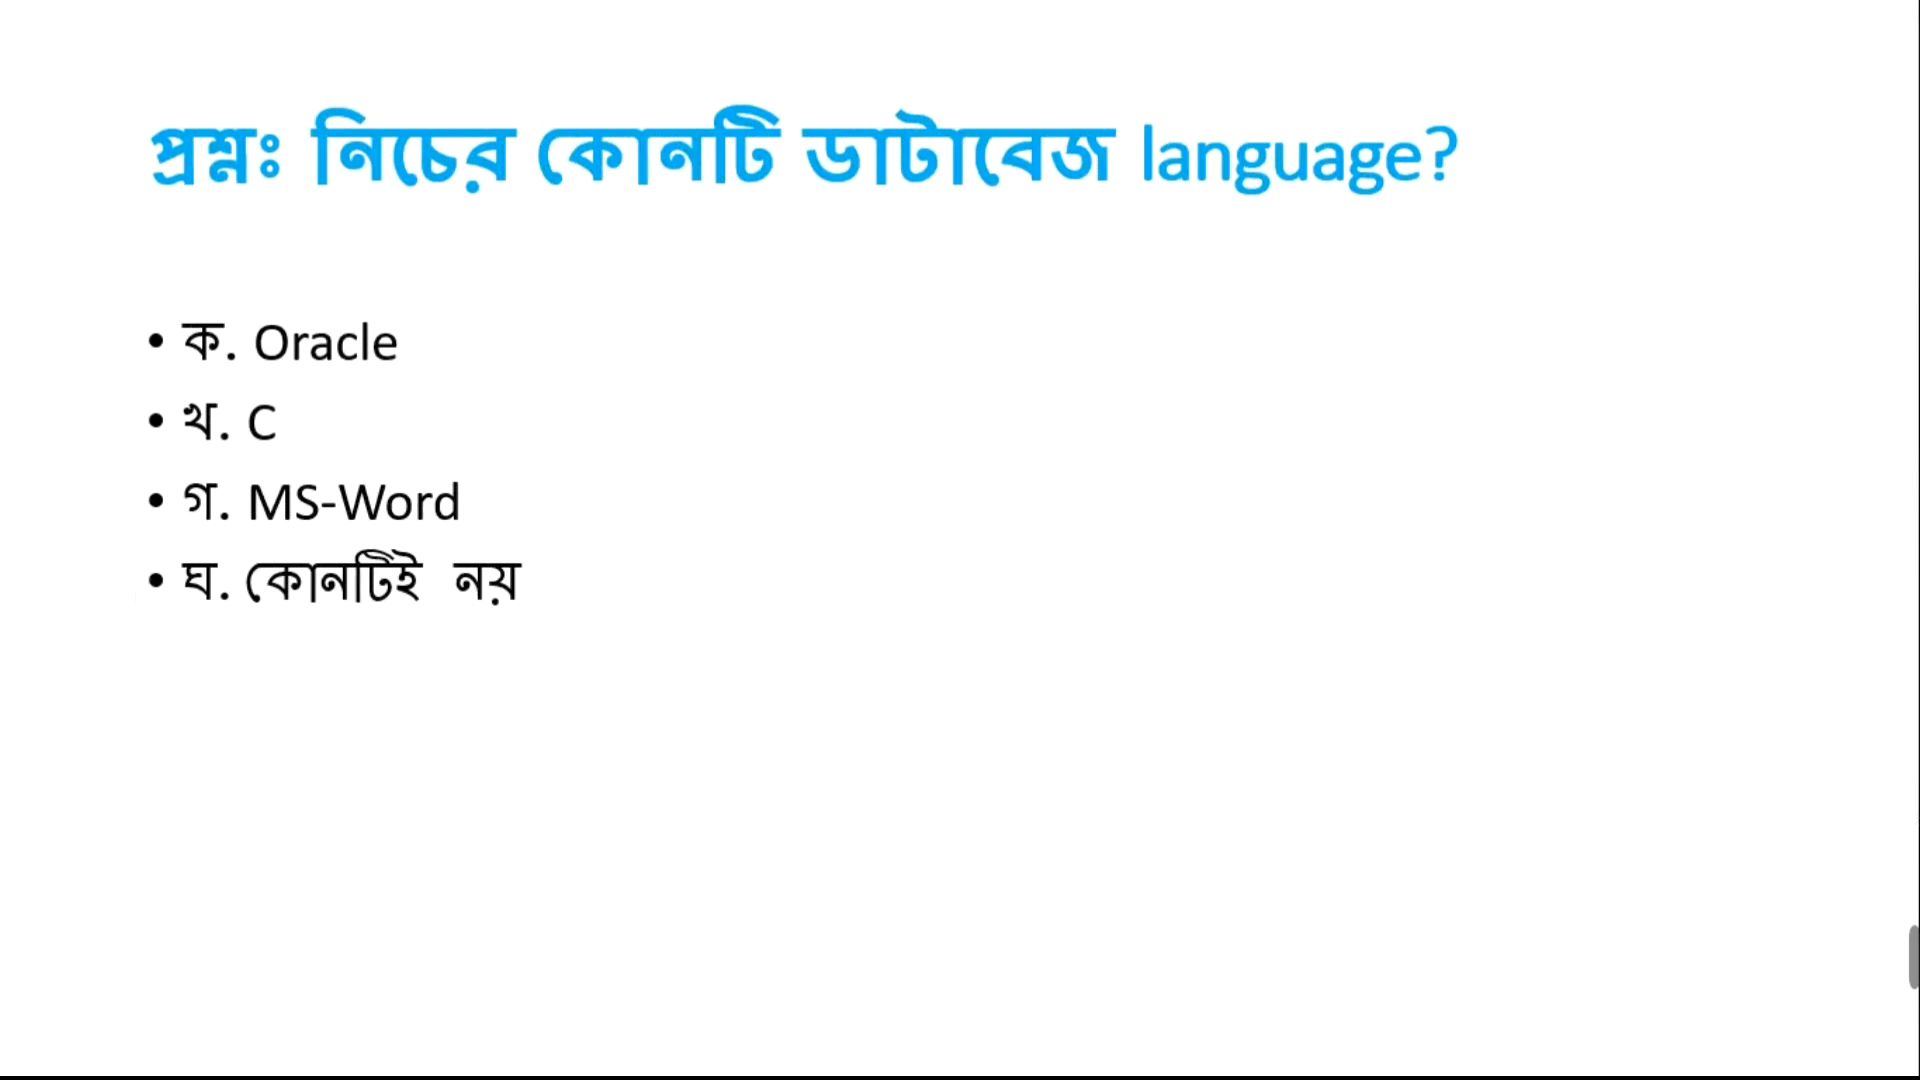 প্রশ্নঃ নিচের কোনটি ডাটাবেজ language?
• ক. Oracle
• খ. C
• গ. MS-Word
• ঘ. কোনটিই নয়